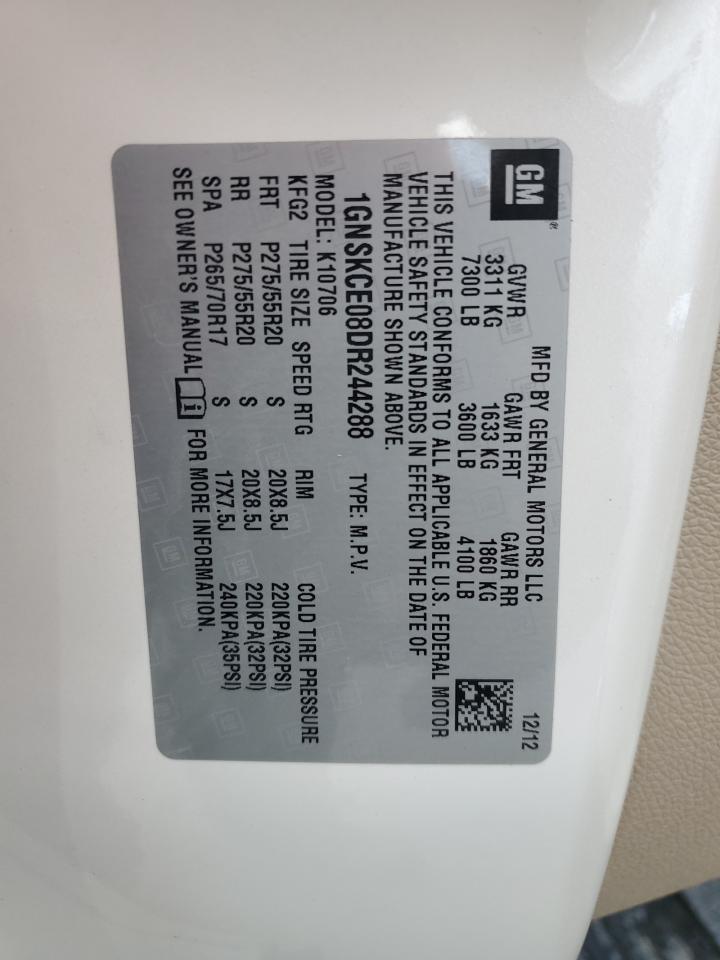 GM®
MFD BY GENERAL MOTORS LLC 12/12
GVWR GAWR FRT GAWR RR
3311 KG 1633 KG 1860 KG
7300 LB 3600 LB 4100 LB
THIS VEHICLE CONFORMS TO ALL APPLICABLE U.S. FEDERAL MOTOR
VEHICLE SAFETY STANDARDS IN EFFECT ON THE DATE OF
MANUFACTURE SHOWN ABOVE.
1GNSKCE08DR244288 TYPE: M.P.V.
MODEL: K10706
KFG2 TIRE SIZE SPEED RTG RIM COLD TIRE PRESSURE
FRT P275/55R20 S 20X8.5J 220KPA(32PSI)
RR P275/55R20 S 20X8.5J 220KPA(32PSI)
SPA P265/70R17 S 17X7.5J 240KPA(35PSI)
SEE OWNER'S MANUAL i FOR MORE INFORMATION.